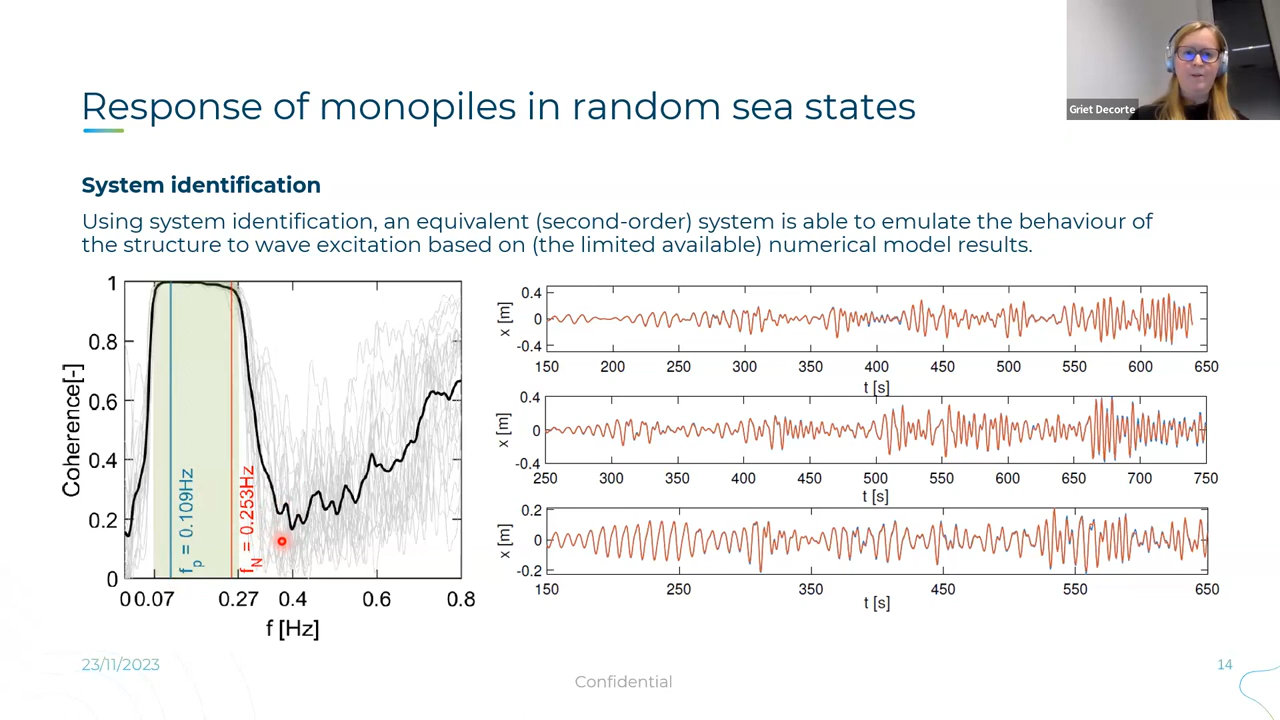 Griet Decorte
Response of monopiles in random sea states
System identification
Using system identification, an equivalent (second-order) system is able to emulate the behaviour of
the structure to wave excitation based on (the limited available) numerical model results.
Coherence[-]
1
0.8
0.6
0.4
0.2
0
fp = 0.109Hz
fN = 0.253Hz
0 0.07 0.27 0.4 0.6 0.8
f [Hz]
x [m]
0.4
0
-0.4
150 200 250 300 350 400 450 500 550 600 650
t [s]
x [m]
0.4
0
-0.4
250 300 350 400 450 500 550 600 650 700 750
t [s]
x [m]
0.2
0
-0.2
150 250 350 450 550 650
t [s]
23/11/2023
Confidential
14